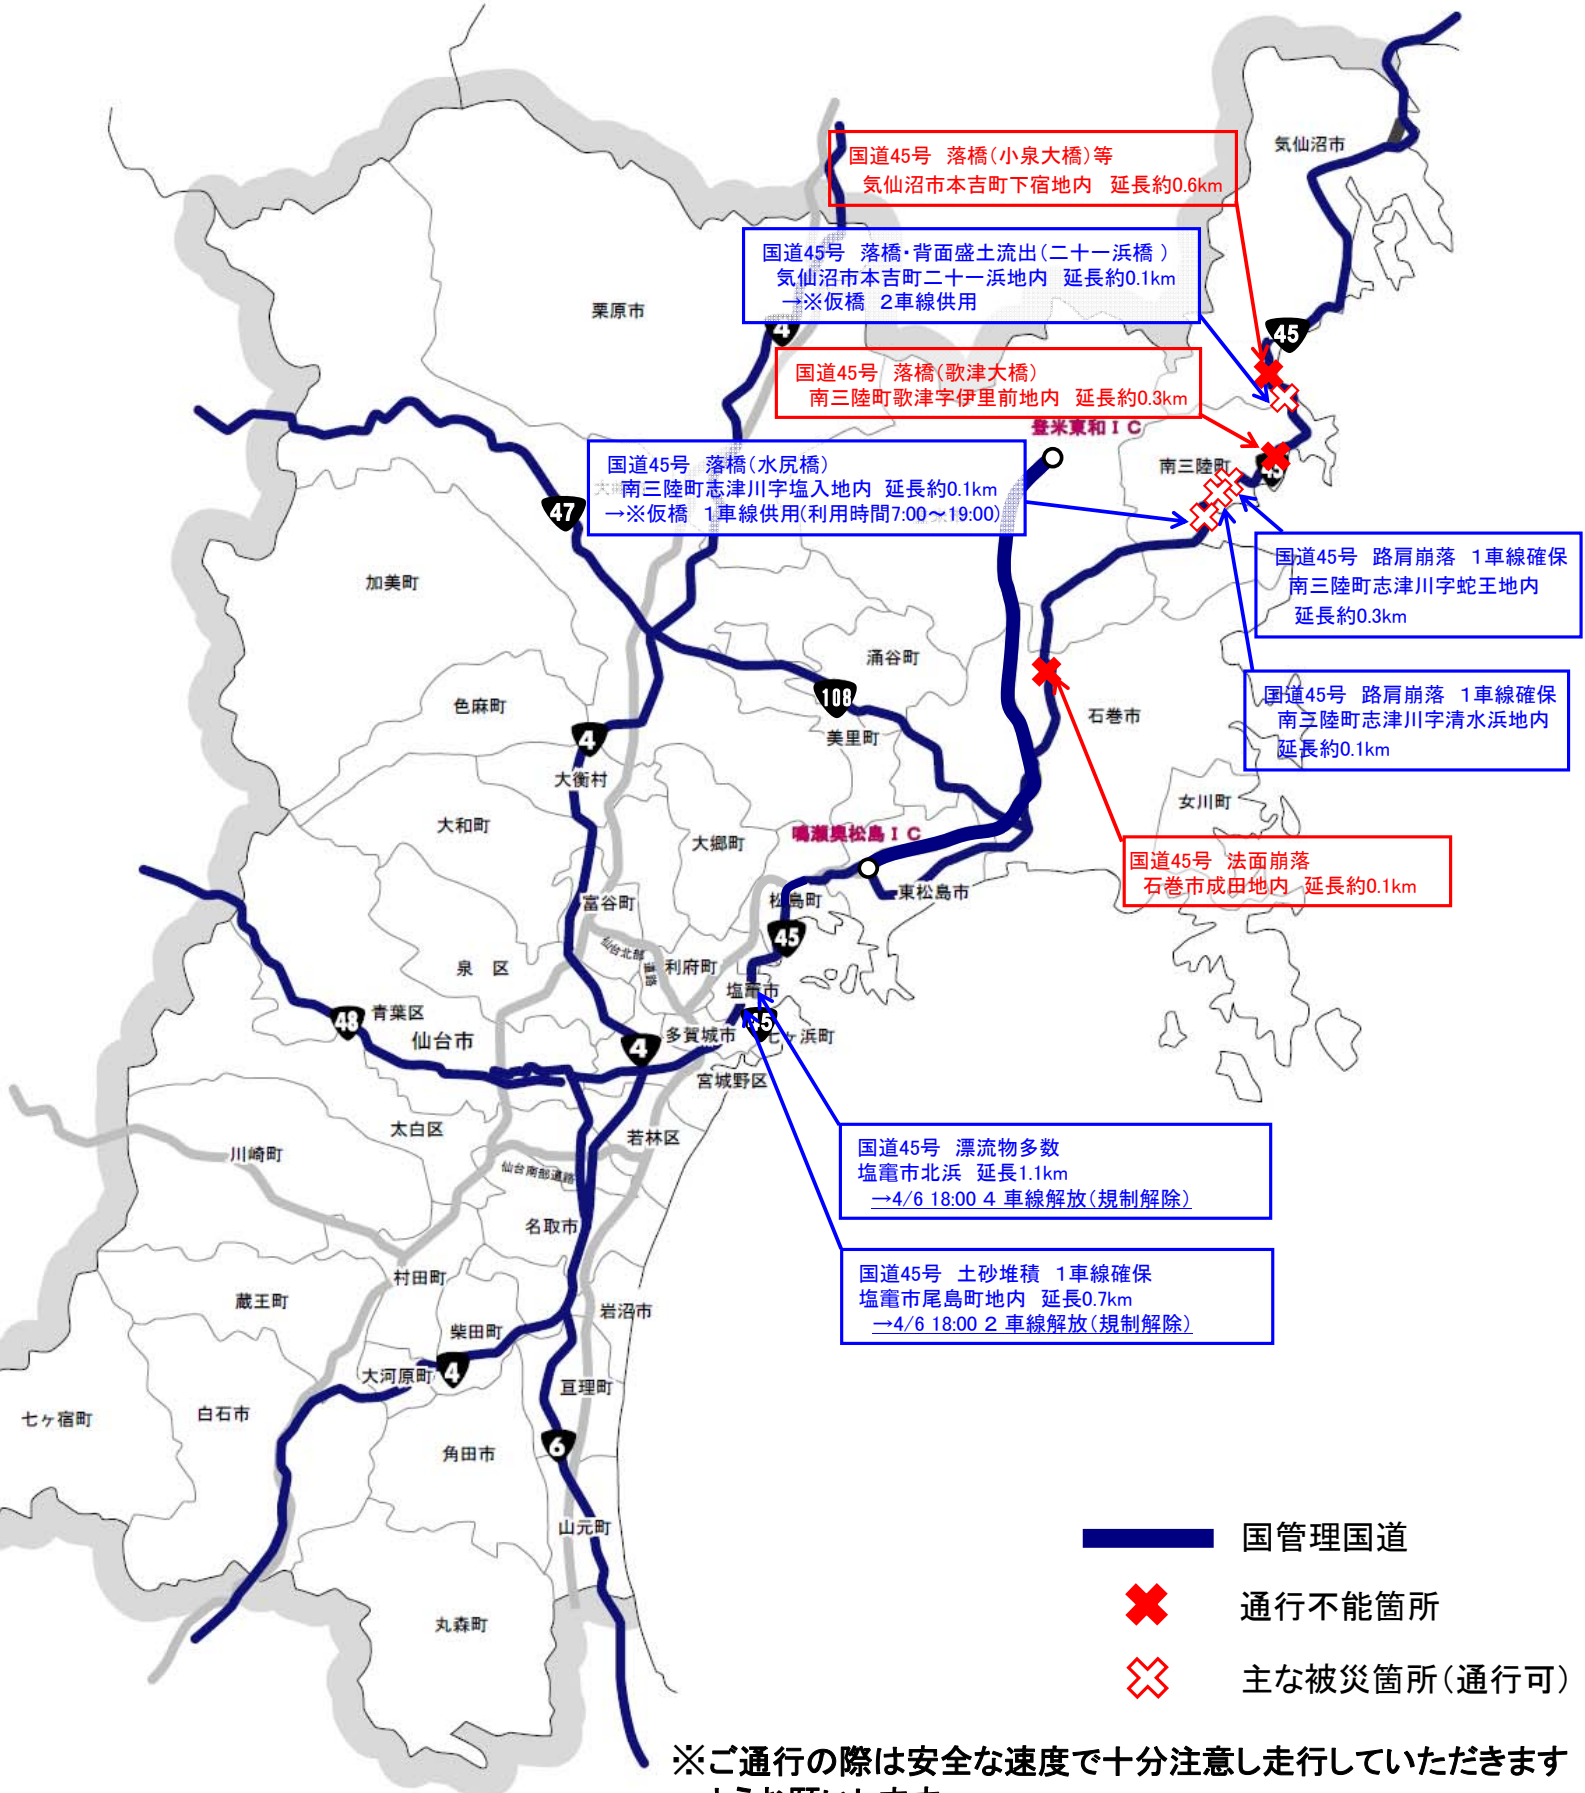 気仙沼市
国道45号 落橋(小泉大橋)等
気仙沼市本吉町下宿地内 延長約0.6km
国道45号 落橋・背面盛土流出(二十一浜橋 )
気仙沼市本吉町二十一浜地内 延長約0.1km
→※仮橋 2車線供用
栗原市
4
45
国道45号 落橋(歌津大橋)
南三陸町歌津字伊里前地内 延長約0.3km
登米東和IC
南三陸町
45
国道45号 落橋(水尻橋)
南三陸町志津川字塩入地内 延長約0.1km
→※仮橋 1車線供用(利用時間7:00~19:00)
47
国道45号 路肩崩落 1車線確保
南三陸町志津川字蛇王地内
延長約0.3km
加美町
涌谷町
108
色麻町
石巻市
国道45号 路肩崩落 1車線確保
南三陸町志津川字清水浜地内
延長約0.1km
4
美里町
大衡村
女川町
大和町
大郷町
鳴瀬奥松島IC
国道45号 法面崩落
石巻市成田地内 延長約0.1km
富谷町
松島町
東松島市
45
仙台北部道路
泉 区
利府町
塩竈市
48
青葉区
仙台市
4
多賀城市
45
七ヶ浜町
宮城野区
太白区
若林区
川崎町
仙台南部道路
国道45号 漂流物多数
塩竈市北浜 延長1.1km
→4/6 18:00 4 車線解放(規制解除)
名取市
国道45号 土砂堆積 1車線確保
塩竈市尾島町地内 延長0.7km
→4/6 18:00 2 車線解放(規制解除)
村田町
蔵王町
岩沼市
柴田町
大河原町
4
亘理町
七ヶ宿町
白石市
角田市
6
山元町
国管理国道
丸森町
通行不能箇所
主な被災箇所(通行可)
※ご通行の際は安全な速度で十分注意し走行していただきます